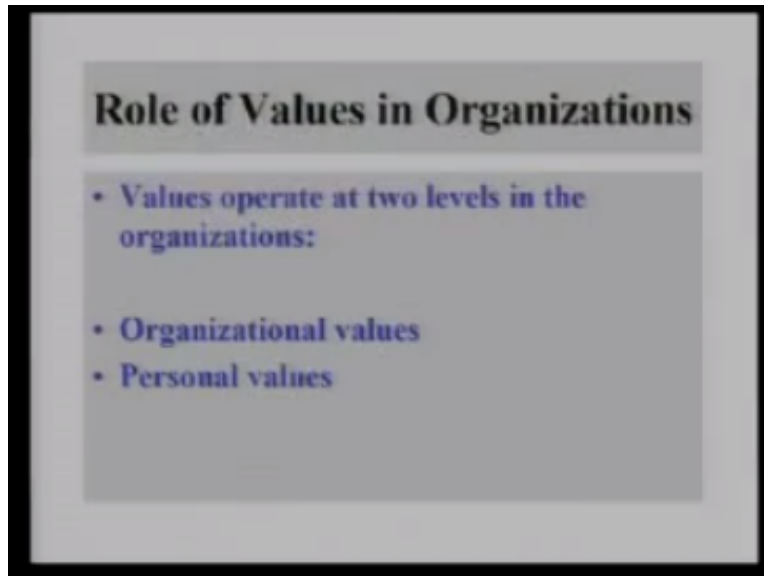 Role of Values in Organizations
• Values operate at two levels in the
organizations:
• Organizational values
• Personal values